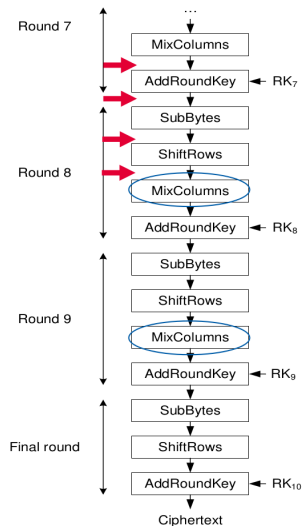 ...
Round 7
MixColumns
AddRoundKey
RK7
SubBytes
ShiftRows
Round 8
MixColumns
AddRoundKey
RK8
SubBytes
ShiftRows
Round 9
MixColumns
AddRoundKey
RK9
SubBytes
Final round
ShiftRows
AddRoundKey
RK10
Ciphertext